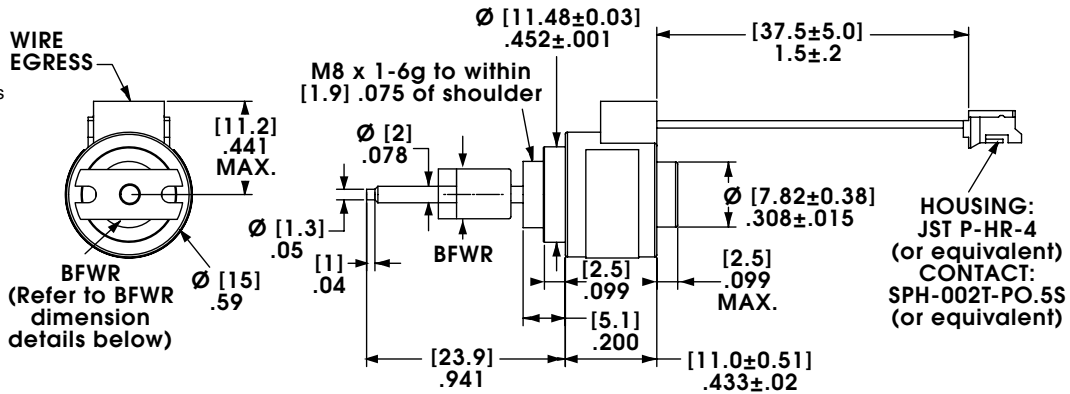 WIRE
EGRESS
s
[11.2]
.441
MAX.
BFWR
(Refer to BFWR
dimension
details below)
Ø [15]
.59
Ø [11.48±0.03]
.452±.001
M8 x 1-6g to within
[1.9] .075 of shoulder
Ø [2]
.078
Ø [1.3]
.05
[1]
.04
BFWR
[37.5±5.0]
1.5±.2
Ø [7.82±0.38]
.308±.015
[2.5]
.099
[2.5]
.099
MAX.
[5.1]
.200
[23.9]
.941
[11.0±0.51]
.433±.02
HOUSING:
JST P-HR-4
(or equivalent)
CONTACT:
SPH-002T-PO.5S
(or equivalent)